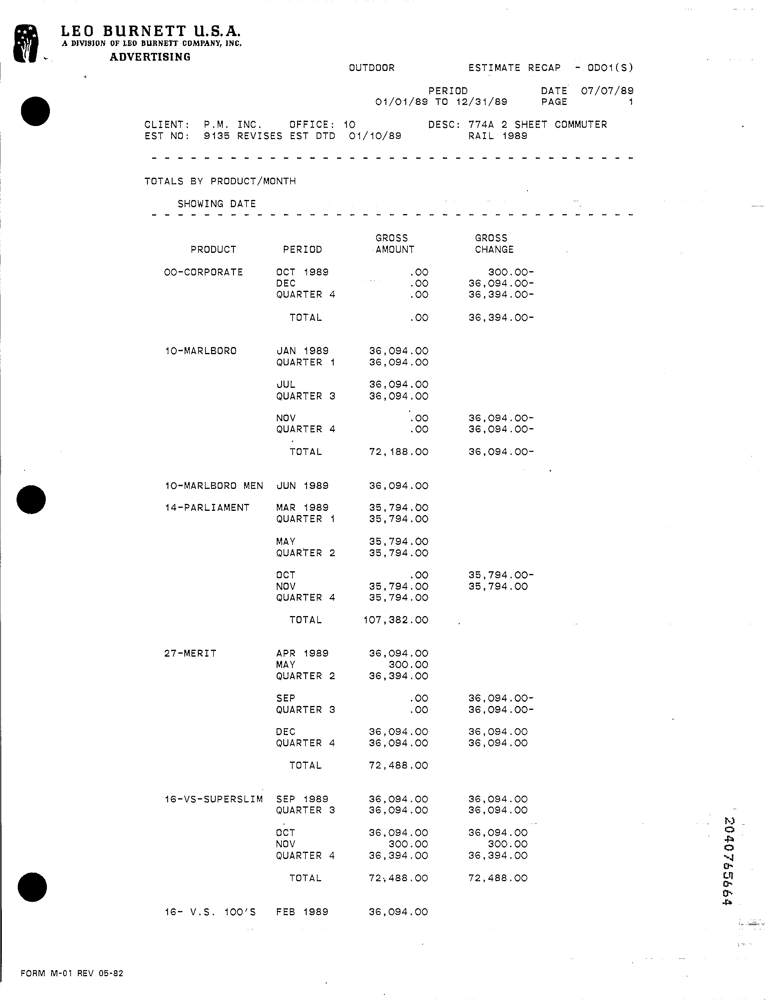 LEO BURNETT U.S.A.
A DIVISION OF LEO BURNETT COMPANY, INC.
ADVERTISING
OUTDOOR ESTIMATE RECAP - OD01(S)
PERIOD DATE 07/07/89
01/01/89 TO 12/31/89 PAGE 1
CLIENT: P.M. INC. OFFICE: 10 DESC: 774A 2 SHEET COMMUTER
EST NO: 9135 REVISES EST DTD 01/10/89 RAIL 1989
TOTALS BY PRODUCT/MONTH
SHOWING DATE
GROSS GROSS
PRODUCT PERIOD AMOUNT CHANGE
00-CORPORATE OCT 1989 .00 300.00-
DEC .00 36,094.00-
QUARTER 4 .00 36,394.00-
TOTAL .00 36,394.00-
10-MARLBORO JAN 1989 36,094.00
QUARTER 1 36,094.00
JUL 36,094.00
QUARTER 3 36,094.00
NOV .00 36,094.00-
QUARTER 4 .00 36,094.00-
TOTAL 72,188.00 36,094.00-
10-MARLBORO MEN JUN 1989 36,094.00
14-PARLIAMENT MAR 1989 35,794.00
QUARTER 1 35,794.00
MAY 35,794.00
QUARTER 2 35,794.00
OCT .00 35,794.00-
NOV 35,794.00 35,794.00
QUARTER 4 35,794.00
TOTAL 107,382.00
27-MERIT APR 1989 36,094.00
MAY 300.00
QUARTER 2 36,394.00
SEP .00 36,094.00-
QUARTER 3 .00 36,094.00-
DEC 36,094.00 36,094.00
QUARTER 4 36,094.00 36,094.00
TOTAL 72,488.00
16-VS-SUPERSLIM SEP 1989 36,094.00 36,094.00
QUARTER 3 36,094.00 36,094.00
OCT 36,094.00 36,094.00
NOV 300.00 300.00
QUARTER 4 36,394.00 36,394.00
TOTAL 72,488.00 72,488.00
16- V.S. 100'S FEB 1989 36,094.00
2040765664
FORM M-01 REV 05-82